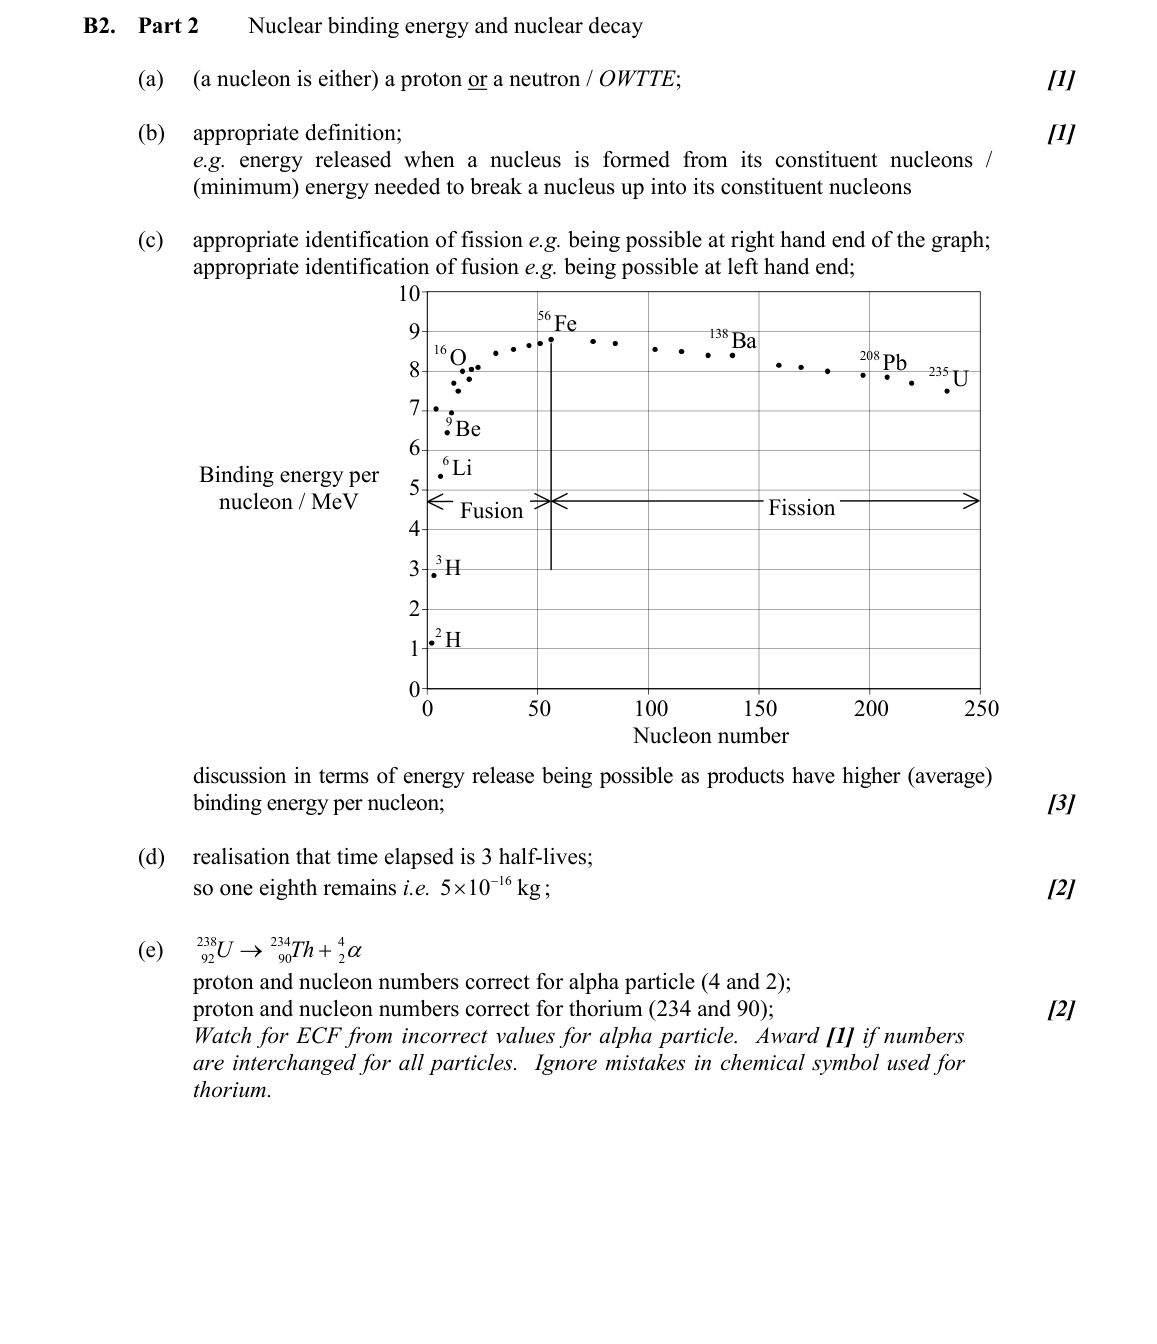 B2. Part 2 Nuclear binding energy and nuclear decay
(a) (a nucleon is either) a proton or a neutron / OWTTE; [1]
(b) appropriate definition; [1]
e.g. energy released when a nucleus is formed from its constituent nucleons /
(minimum) energy needed to break a nucleus up into its constituent nucleons
(c) appropriate identification of fission e.g. being possible at right hand end of the graph;
appropriate identification of fusion e.g. being possible at left hand end;
10
9
8
7
6
5
4
3
2
1
0
Binding energy per
nucleon / MeV
⁵⁶Fe
¹³⁸Ba
¹⁶O
²⁰⁸Pb
²³⁵U
⁹Be
⁶Li
Fusion
Fission
³H
²H
0 50 100 150 200 250
Nucleon number
discussion in terms of energy release being possible as products have higher (average)
binding energy per nucleon; [3]
(d) realisation that time elapsed is 3 half-lives;
so one eighth remains i.e. 5×10⁻¹⁶ kg; [2]
(e) ²³⁸₉₂U → ²³⁴₉₀Th + ⁴₂α
proton and nucleon numbers correct for alpha particle (4 and 2);
proton and nucleon numbers correct for thorium (234 and 90); [2]
Watch for ECF from incorrect values for alpha particle. Award [1] if numbers
are interchanged for all particles. Ignore mistakes in chemical symbol used for
thorium.